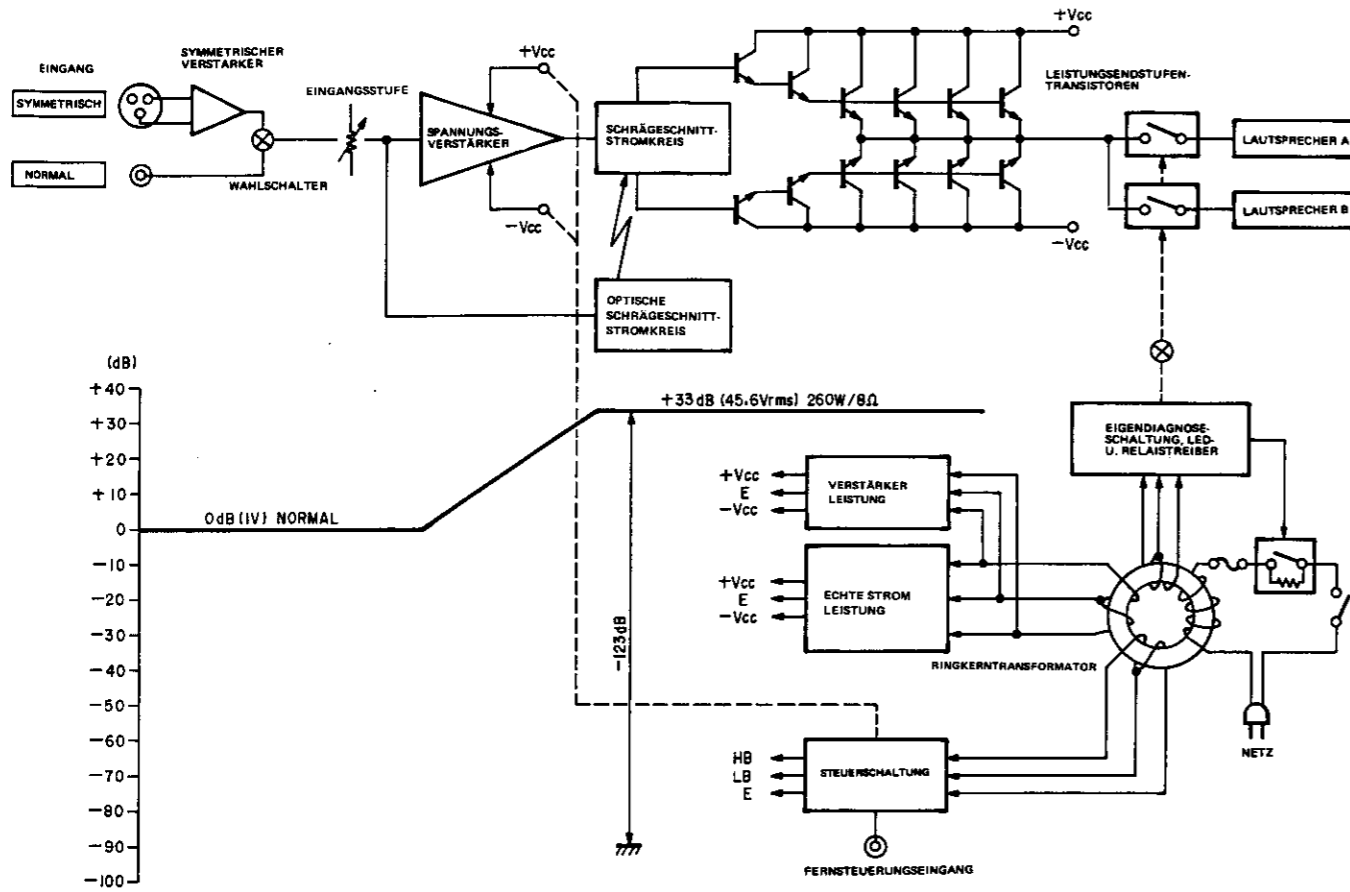 EINGANG
SYMMETRISCHER
VERSTARKER
SYMMETRISCH
NORMAL
WAHLSCHALTER
EINGANGSSTUFE
+Vcc
SPANNUNGS-
VERSTÄRKER
-Vcc
SCHRÄGESCHNITT-
STROMKREIS
OPTISCHE
SCHRÄGESCHNITT-
STROMKREIS
+Vcc
LEISTUNGSENDSTUFEN-
TRANSISTOREN
-Vcc
LAUTSPRECHER A
LAUTSPRECHER B
(dB)
+40
+30
+20
+10
0
-10
-20
-30
-40
-50
-60
-70
-80
-90
-100
0dB(1V) NORMAL
+33dB (45.6Vrms) 260W/8Ω
-123dB
EIGENDIAGNOSE-
SCHALTUNG, LED-
U. RELAISTREIBER
+Vcc
E
-Vcc
VERSTÄRKER
LEISTUNG
+Vcc
E
-Vcc
ECHTE STROM
LEISTUNG
RINGKERNTRANSFORMATOR
NETZ
HB
LB
E
STEUERSCHALTUNG
FERNSTEUERUNGSEINGANG